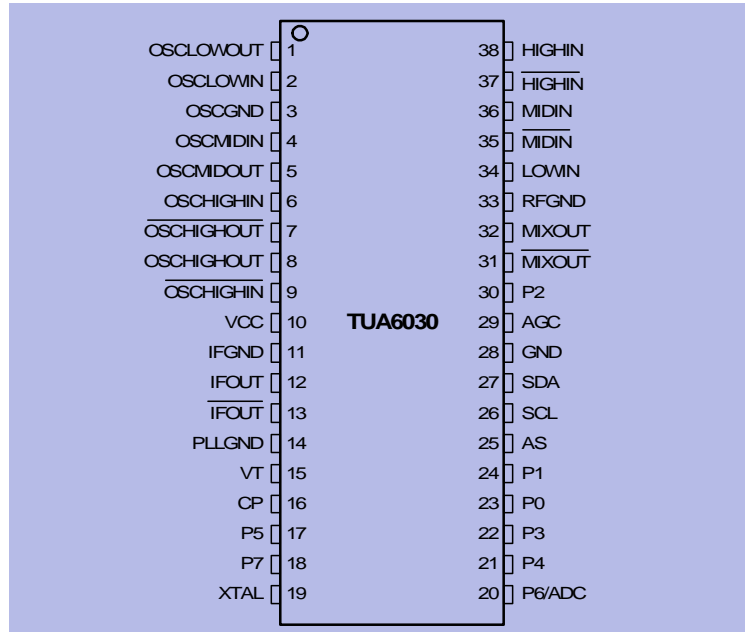 OSCLOWOUT 1 38 HIGHIN
OSCLOWIN 2 37 HIGHIN
OSCGND 3 36 MIDIN
OSCMIDIN 4 35 MIDIN
OSCMIDOUT 5 34 LOWIN
OSCHIGHIN 6 33 RFGND
OSCHIGHOUT 7 32 MIXOUT
OSCHIGHOUT 8 31 MIXOUT
OSCHIGHIN 9 30 P2
VCC 10 TUA6030 29 AGC
IFGND 11 28 GND
IFOUT 12 27 SDA
IFOUT 13 26 SCL
PLLGND 14 25 AS
VT 15 24 P1
CP 16 23 P0
P5 17 22 P3
P7 18 21 P4
XTAL 19 20 P6/ADC